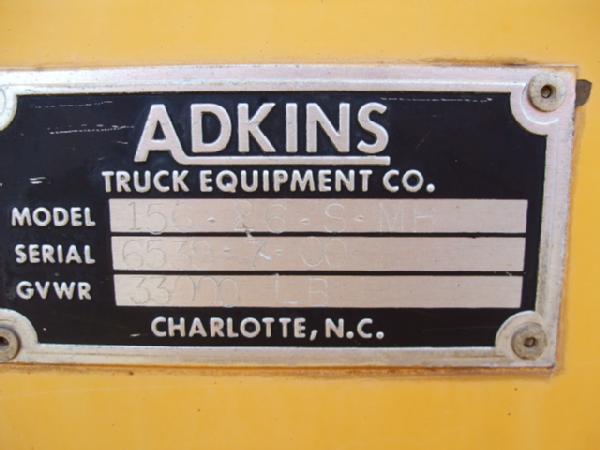 ADKINS
TRUCK EQUIPMENT CO.
MODEL
SERIAL
GVWR 33000 LB
CHARLOTTE, N.C.